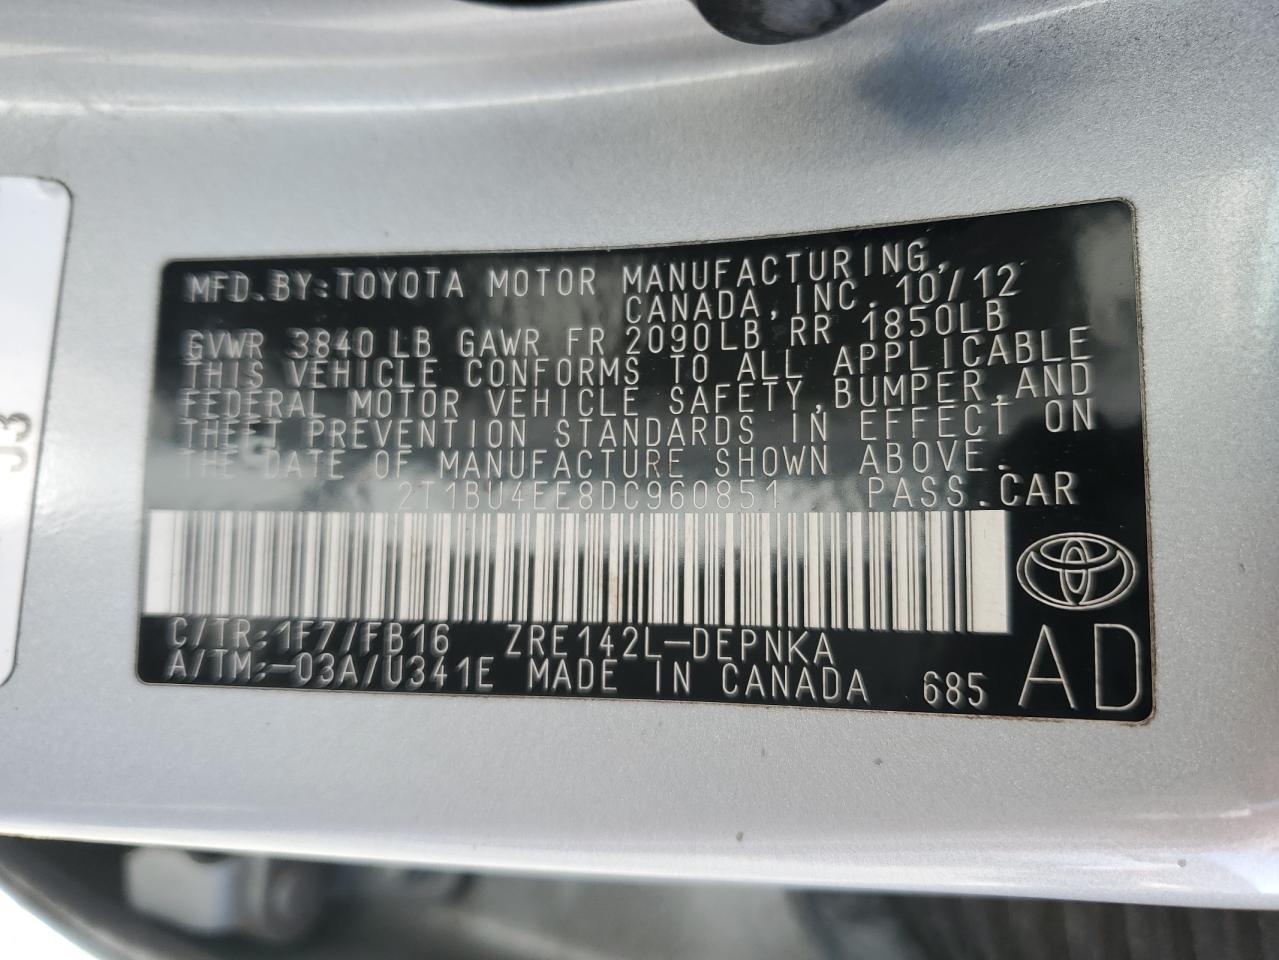 MFD. BY: TOYOTA MOTOR MANUFACTURING,
CANADA, INC. 10/12
GVWR 3840 LB GAWR FR 2090LB, RR 1850LB
THIS VEHICLE CONFORMS TO ALL APPLICABLE
FEDERAL MOTOR VEHICLE SAFETY, BUMPER, AND
THEFT PREVENTION STANDARDS IN EFFECT ON
THE DATE OF MANUFACTURE SHOWN ABOVE.
2T1BU4EE8DC960851 PASS. CAR
C/TR: 1F7/FB16 ZRE142L-DEPNKA
A/TM: -03A/U341E MADE IN CANADA 685
AD